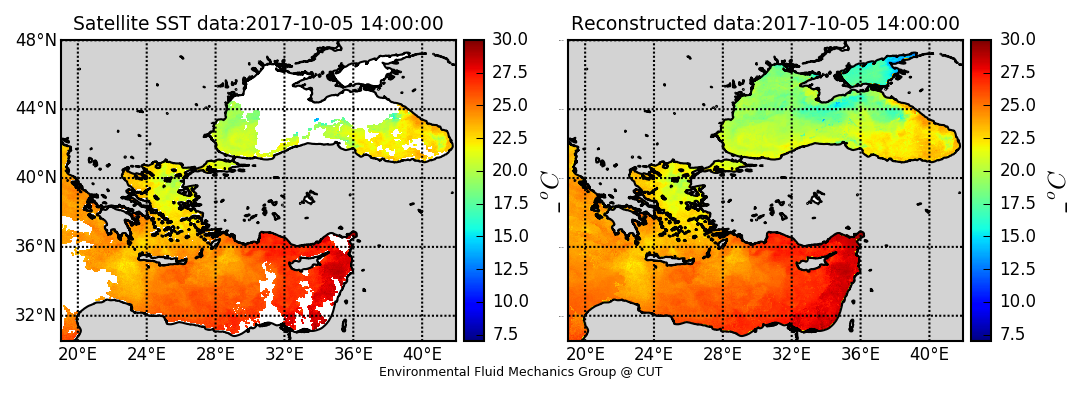 Satellite SST data:2017-10-05 14:00:00
48°N
44°N
40°N
36°N
32°N
20°E 24°E 28°E 32°E 36°E 40°E
30.0
27.5
25.0
22.5
20.0
17.5
15.0
12.5
10.0
7.5
°C
Reconstructed data:2017-10-05 14:00:00
20°E 24°E 28°E 32°E 36°E 40°E
30.0
27.5
25.0
22.5
20.0
17.5
15.0
12.5
10.0
7.5
°C
Environmental Fluid Mechanics Group @ CUT